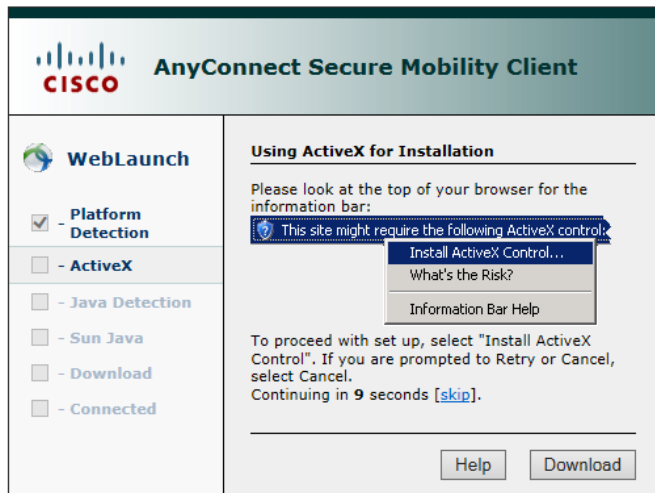 CISCO
AnyConnect Secure Mobility Client
WebLaunch
- Platform
Detection
- ActiveX
- Java Detection
- Sun Java
- Download
- Connected
Using ActiveX for Installation
Please look at the top of your browser for the
information bar:
This site might require the following ActiveX control:
Install ActiveX Control...
What's the Risk?
Information Bar Help
To proceed with set up, select "Install ActiveX
Control". If you are prompted to Retry or Cancel,
select Cancel.
Continuing in 9 seconds [skip].
Help
Download